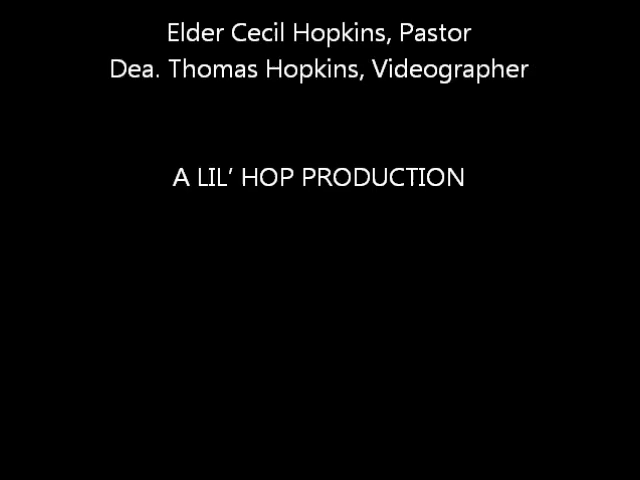 Elder Cecil Hopkins, Pastor
Dea. Thomas Hopkins, Videographer
A LIL’ HOP PRODUCTION